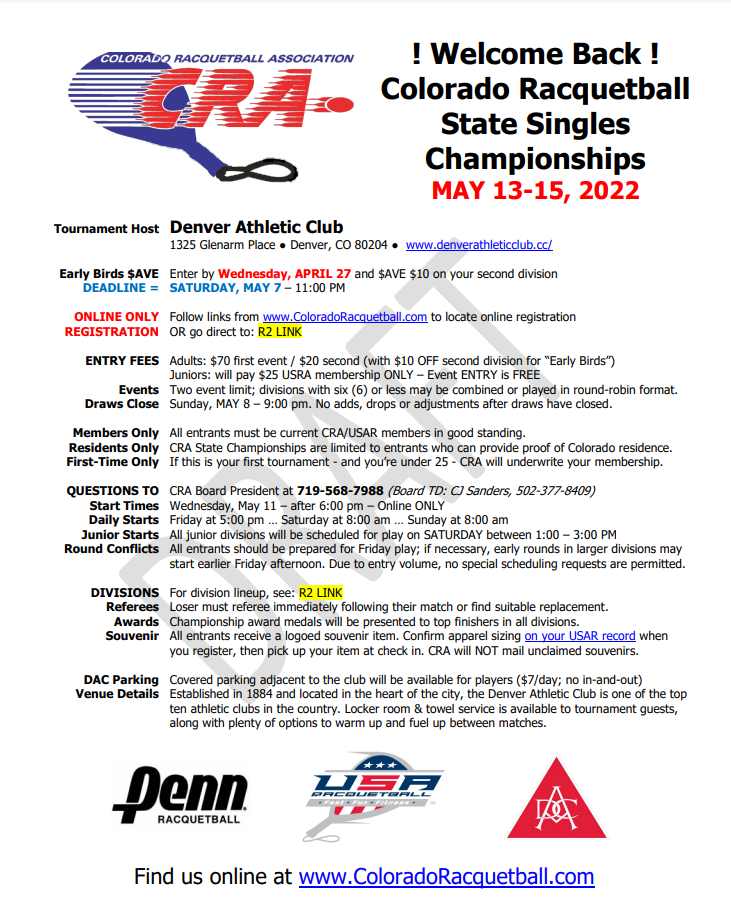 COLORADO RACQUETBALL ASSOCIATION
CRA
! Welcome Back !
Colorado Racquetball
State Singles
Championships
MAY 13-15, 2022
Tournament Host Denver Athletic Club
1325 Glenarm Place ● Denver, CO 80204 ● www.denverathleticclub.cc/
Early Birds $AVE Enter by Wednesday, APRIL 27 and $AVE $10 on your second division
DEADLINE = SATURDAY, MAY 7 – 11:00 PM
ONLINE ONLY Follow links from www.ColoradoRacquetball.com to locate online registration
REGISTRATION OR go direct to: R2 LINK
ENTRY FEES Adults: $70 first event / $20 second (with $10 OFF second division for “Early Birds”)
Juniors: will pay $25 USRA membership ONLY – Event ENTRY is FREE
Events Two event limit; divisions with six (6) or less may be combined or played in round-robin format.
Draws Close Sunday, MAY 8 – 9:00 pm. No adds, drops or adjustments after draws have closed.
Members Only All entrants must be current CRA/USAR members in good standing.
Residents Only CRA State Championships are limited to entrants who can provide proof of Colorado residence.
First-Time Only If this is your first tournament - and you’re under 25 - CRA will underwrite your membership.
QUESTIONS TO CRA Board President at 719-568-7988 (Board TD: CJ Sanders, 502-377-8409)
Start Times Wednesday, May 11 – after 6:00 pm – Online ONLY
Daily Starts Friday at 5:00 pm … Saturday at 8:00 am … Sunday at 8:00 am
Junior Starts All junior divisions will be scheduled for play on SATURDAY between 1:00 – 3:00 PM
Round Conflicts All entrants should be prepared for Friday play; if necessary, early rounds in larger divisions may
start earlier Friday afternoon. Due to entry volume, no special scheduling requests are permitted.
DIVISIONS For division lineup, see: R2 LINK
Referees Loser must referee immediately following their match or find suitable replacement.
Awards Championship award medals will be presented to top finishers in all divisions.
Souvenir All entrants receive a logoed souvenir item. Confirm apparel sizing on your USAR record when
you register, then pick up your item at check in. CRA will NOT mail unclaimed souvenirs.
DAC Parking Covered parking adjacent to the club will be available for players ($7/day; no in-and-out)
Venue Details Established in 1884 and located in the heart of the city, the Denver Athletic Club is one of the top
ten athletic clubs in the country. Locker room & towel service is available to tournament guests,
along with plenty of options to warm up and fuel up between matches.
DRAFT
Penn
RACQUETBALL
USA
RACQUETBALL
Fast · Fun · Fitness
DAC
Find us online at www.ColoradoRacquetball.com